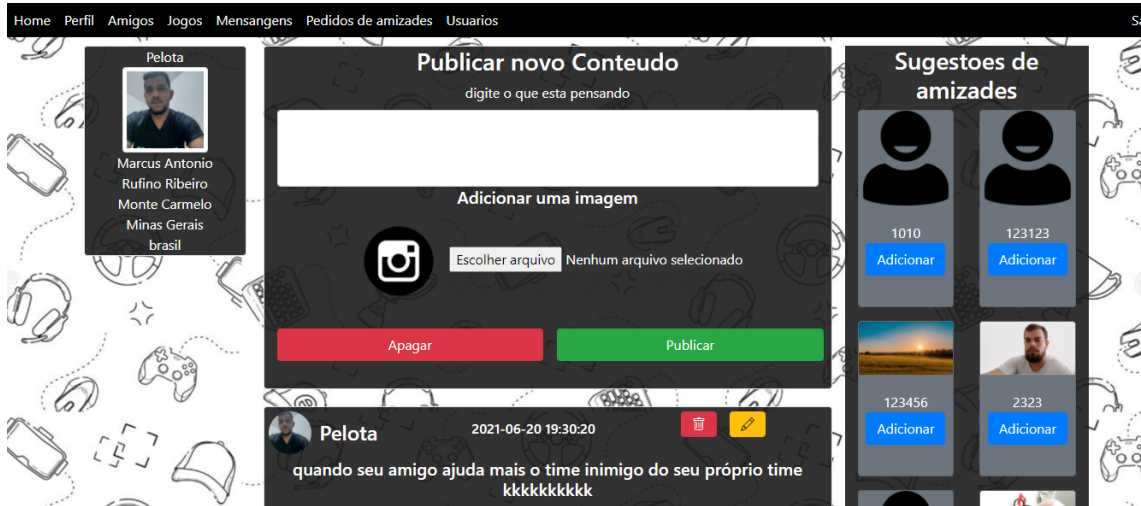 Home Perfil Amigos Jogos Mensangens Pedidos de amizades Usuarios
Pelota
Marcus Antonio
Rufino Ribeiro
Monte Carmelo
Minas Gerais
brasil
Publicar novo Conteudo
digite o que esta pensando
Adicionar uma imagem
Escolher arquivo Nenhum arquivo selecionado
Apagar
Publicar
Pelota
2021-06-20 19:30:20
quando seu amigo ajuda mais o time inimigo do seu próprio time
kkkkkkkkkk
Sugestoes de
amizades
1010
Adicionar
123123
Adicionar
123456
Adicionar
2323
Adicionar